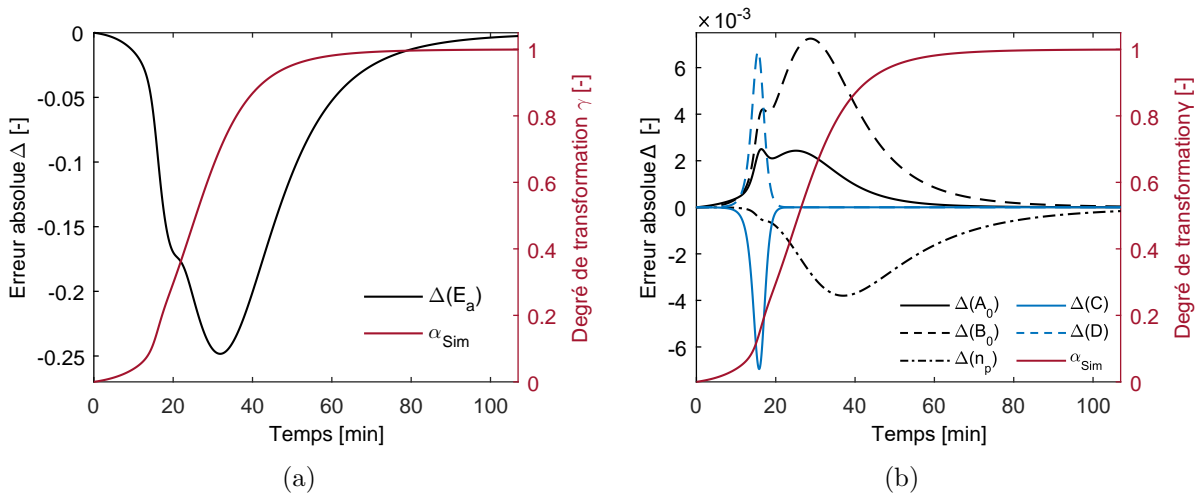 0
-0.05
-0.1
-0.15
-0.2
-0.25
Erreur absolue Δ [-]
0 20 40 60 80 100
Temps [min]
1
0.8
0.6
0.4
0.2
0
Degré de transformation γ [-]
Δ(E_a)
α_Sim
(a)
×10^-3
6
4
2
0
-2
-4
-6
Erreur absolue Δ [-]
0 20 40 60 80 100
Temps [min]
1
0.8
0.6
0.4
0.2
0
Degré de transformation γ [-]
Δ(A_0) Δ(C)
Δ(B_0) Δ(D)
Δ(n_p) α_Sim
(b)